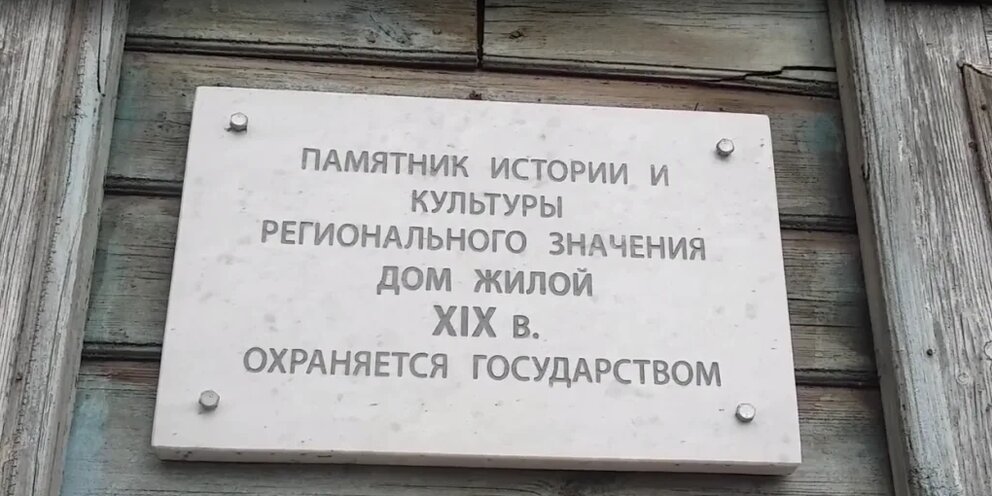 ПАМЯТНИК ИСТОРИИ И
КУЛЬТУРЫ
РЕГИОНАЛЬНОГО ЗНАЧЕНИЯ
ДОМ ЖИЛОЙ
XIX В.
ОХРАНЯЕТСЯ ГОСУДАРСТВОМ